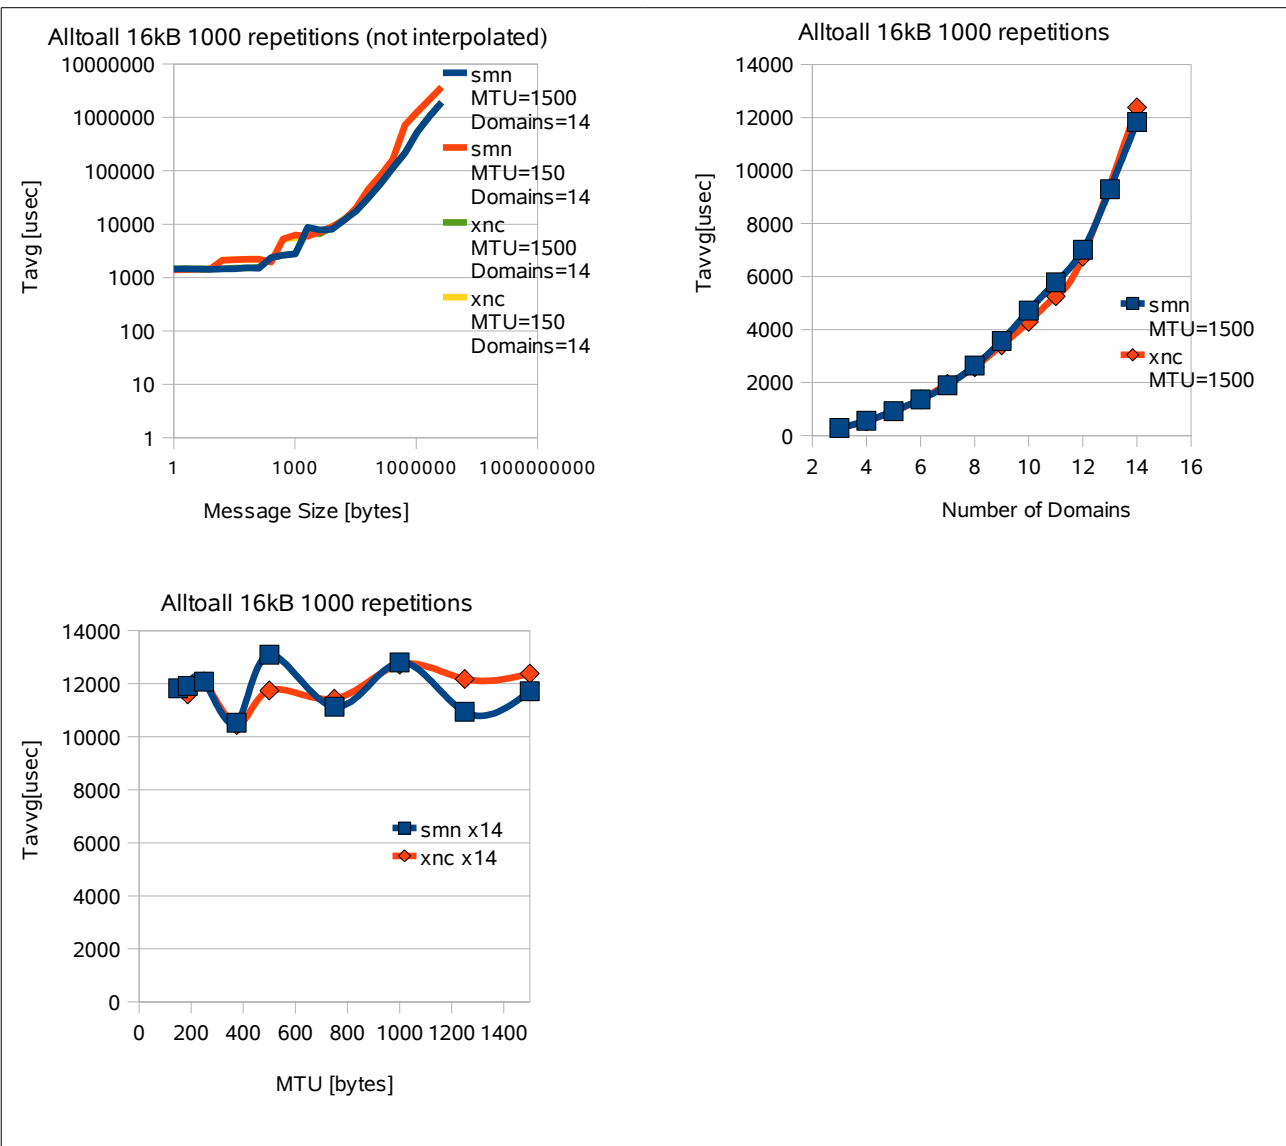 Alltoall 16kB 1000 repetitions (not interpolated)
10000000
1000000
100000
10000
1000
100
10
1
Tavg [usec]
1
1000
1000000
1000000000
Message Size [bytes]
smn
MTU=1500
Domains=14
smn
MTU=150
Domains=14
xnc
MTU=1500
Domains=14
xnc
MTU=150
Domains=14
Alltoall 16kB 1000 repetitions
14000
12000
10000
8000
6000
4000
2000
0
Tavvg[usec]
2 4 6 8 10 12 14 16
Number of Domains
smn
MTU=1500
xnc
MTU=1500
Alltoall 16kB 1000 repetitions
14000
12000
10000
8000
6000
4000
2000
0
Tavvg[usec]
0 200 400 600 800 1000 1200 1400
MTU [bytes]
smn x14
xnc x14